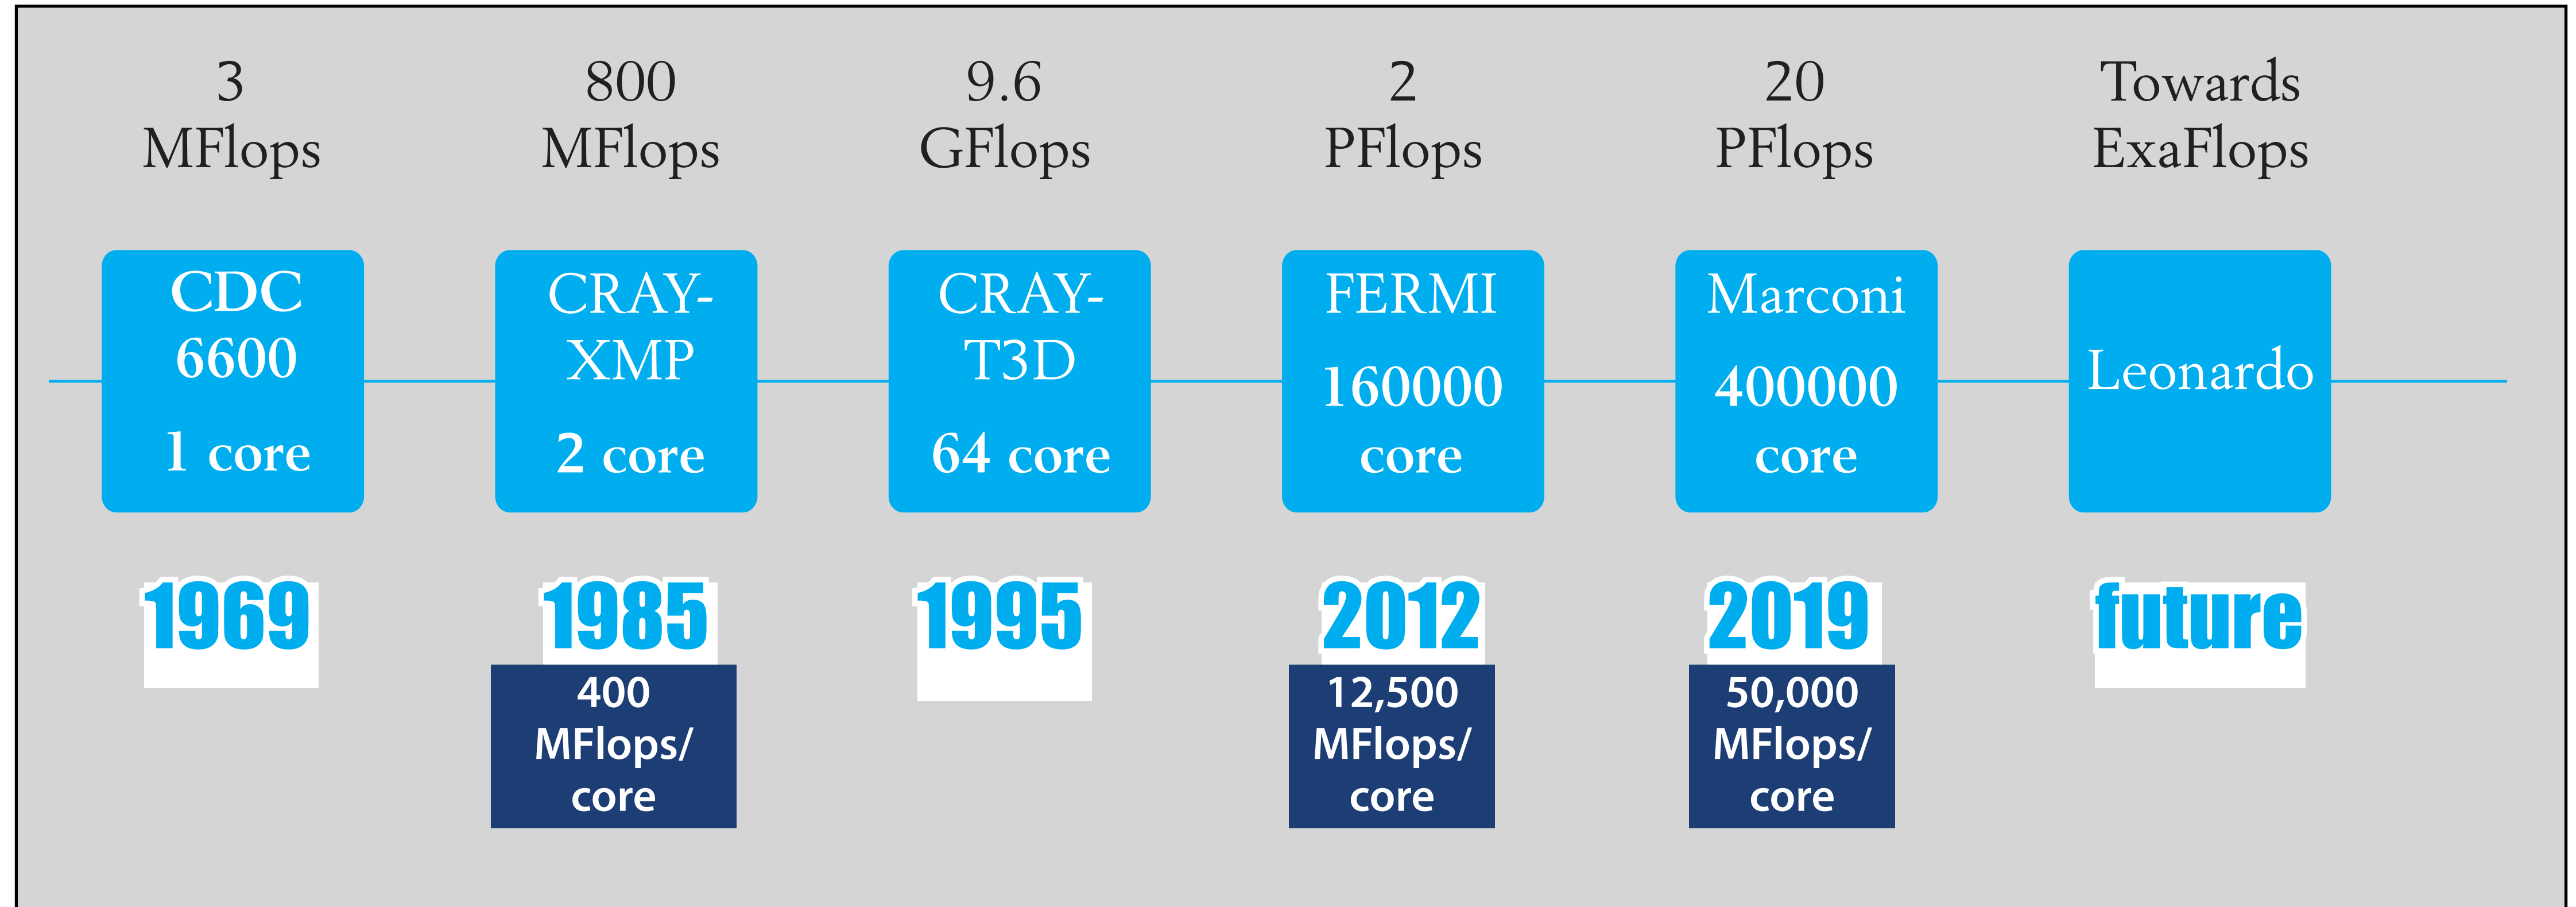 3
MFlops
800
MFlops
9.6
GFlops
2
PFlops
20
PFlops
Towards
ExaFlops
CDC
6600
1 core
CRAY-
XMP
2 core
CRAY-
T3D
64 core
FERMI
160000
core
Marconi
400000
core
Leonardo
1969
1985
1995
2012
2019
future
400
MFlops/
core
12,500
MFlops/
core
50,000
MFlops/
core